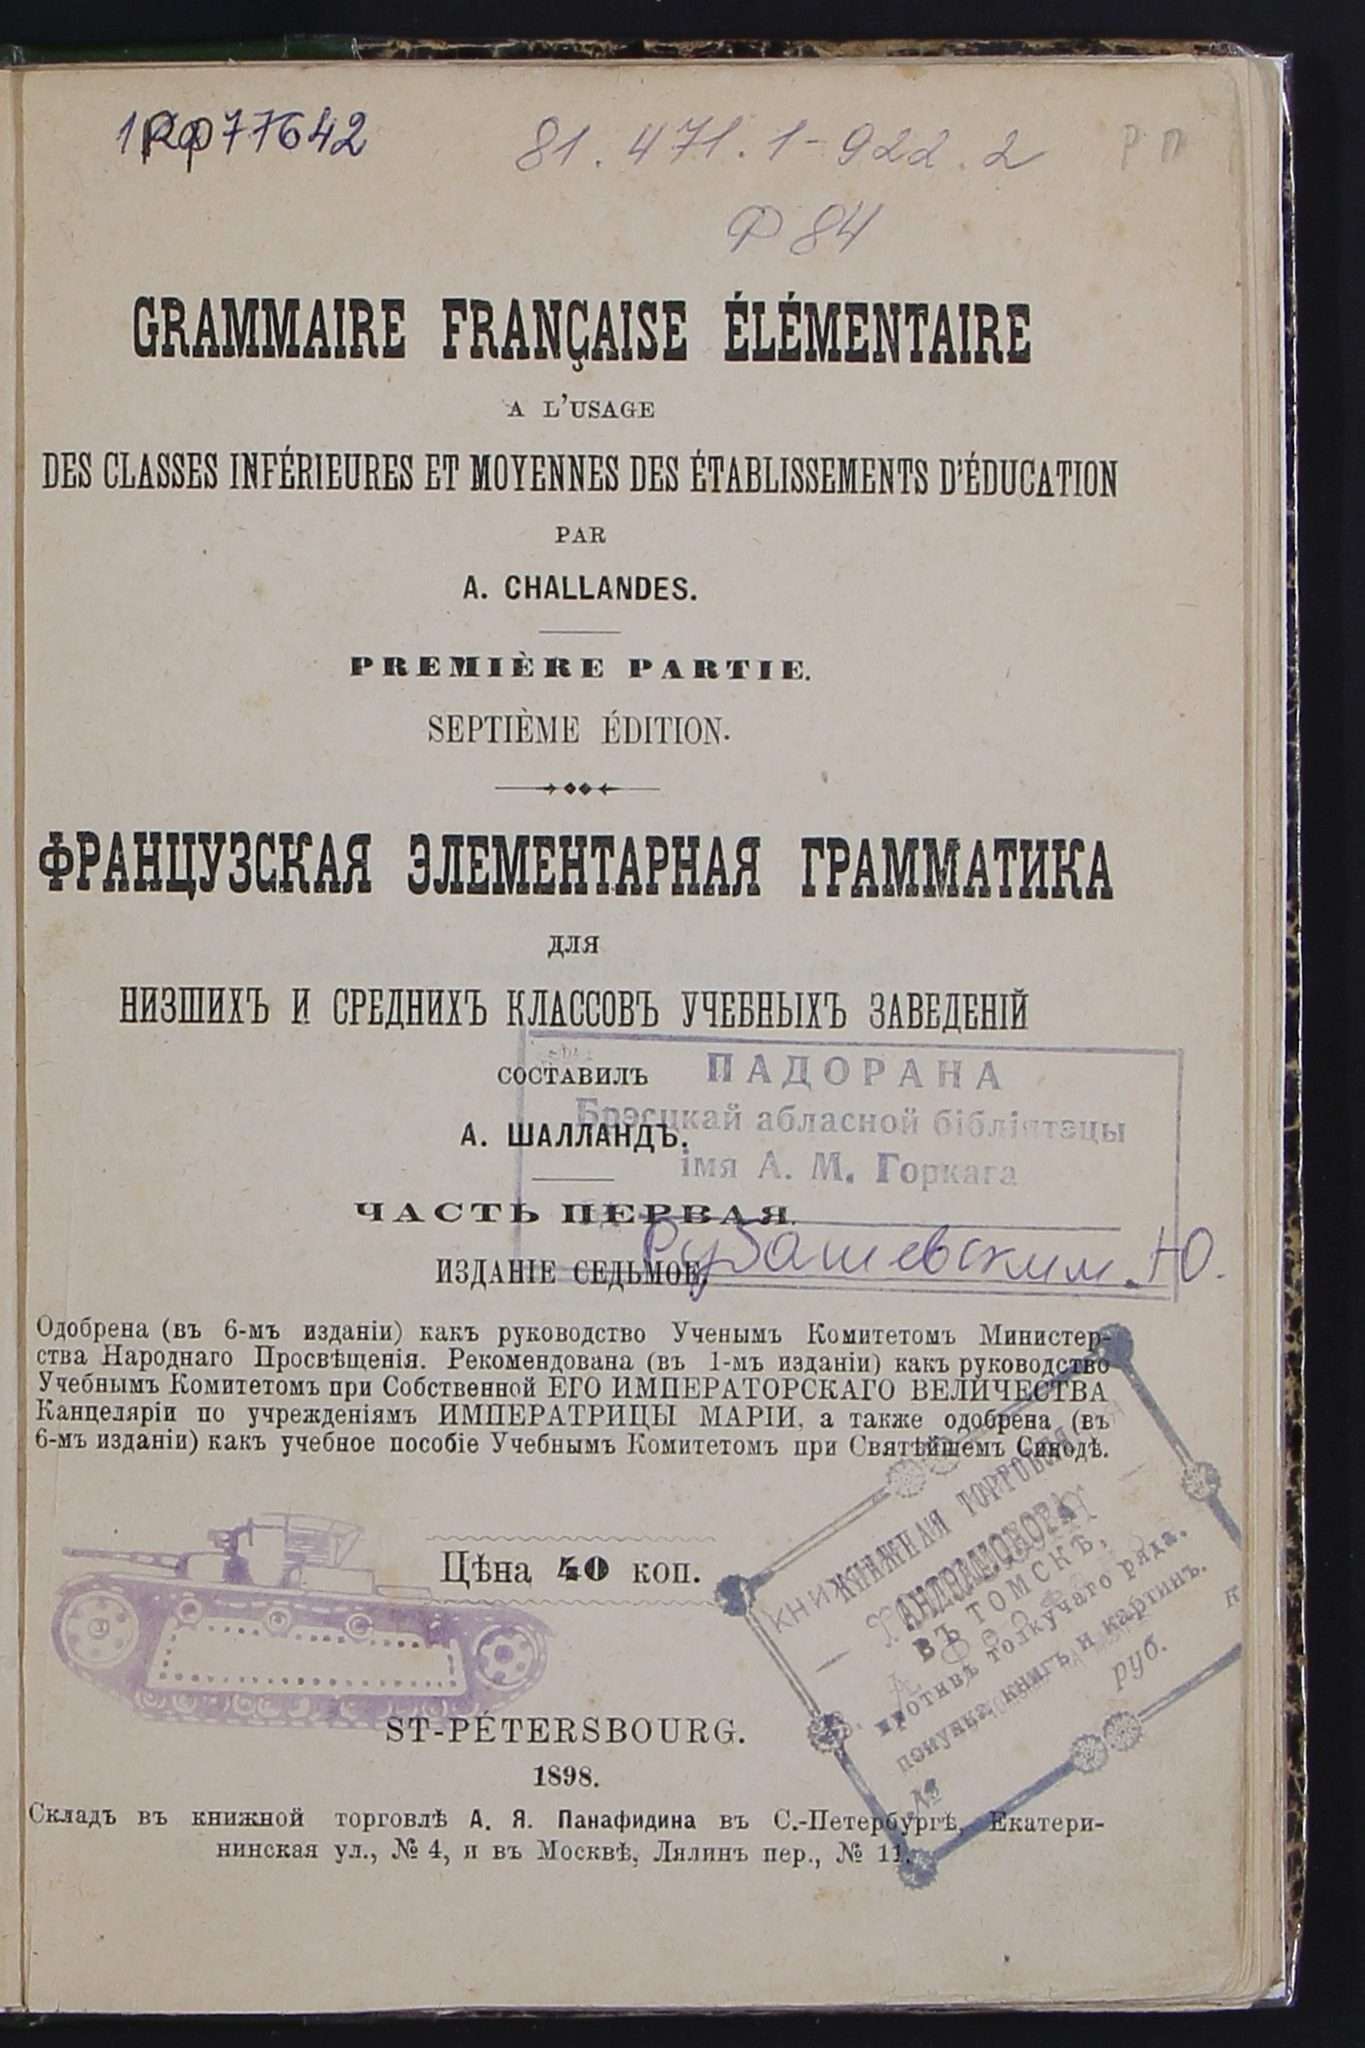 81.471.1-922.2 РП
Ф 84
GRAMMAIRE FRANÇAISE ÉLÉMENTAIRE
A L'USAGE
DES CLASSES INFÉRIEURES ET MOYENNES DES ÉTABLISSEMENTS D'ÉDUCATION
PAR
A. CHALLANDES.
PREMIÈRE PARTIE.
SEPTIÈME ÉDITION.
ФРАНЦУЗСКАЯ ЭЛЕМЕНТАРНАЯ ГРАММАТИКА
ДЛЯ
НИЗШИХЪ И СРЕДНИХЪ КЛАССОВЪ УЧЕБНЫХЪ ЗАВЕДЕНІЙ
СОСТАВИЛЪ
А. ШАЛЛАНДЪ.
ЧАСТЬ ПЕРВАЯ.
ИЗДАНІЕ СЕДЬМОЕ.
ПАДОРАНА
Брэсцкай абласной бібліятэцы
імя А. М. Горкага
Рубашевским. Ю.
Одобрена (въ 6-мъ изданіи) какъ руководство Ученымъ Комитетомъ Министер-
ства Народнаго Просвѣщенія. Рекомендована (въ 1-мъ изданіи) какъ руководство
Учебнымъ Комитетомъ при Собственной ЕГО ИМПЕРАТОРСКАГО ВЕЛИЧЕСТВА
Канцеляріи по учрежденіямъ ИМПЕРАТРИЦЫ МАРІИ, а также одобрена (въ
6-мъ изданіи) какъ учебное пособіе Учебнымъ Комитетомъ при Святѣйшемъ Синодѣ.
Цѣна 40 коп.
КНИЖНАЯ ТОРГОВЛЯ
ВЪ ТОМСКѢ,
противъ толкучаго ряда.
покупка книгъ и картинъ.
№ руб. к
ST-PÉTERSBOURG.
1898.
Складъ въ книжной торговлѣ А. Я. Панафидина въ С.-Петербургѣ, Екатери-
нинская ул., № 4, и въ Москвѣ, Лялинъ пер., № 11.